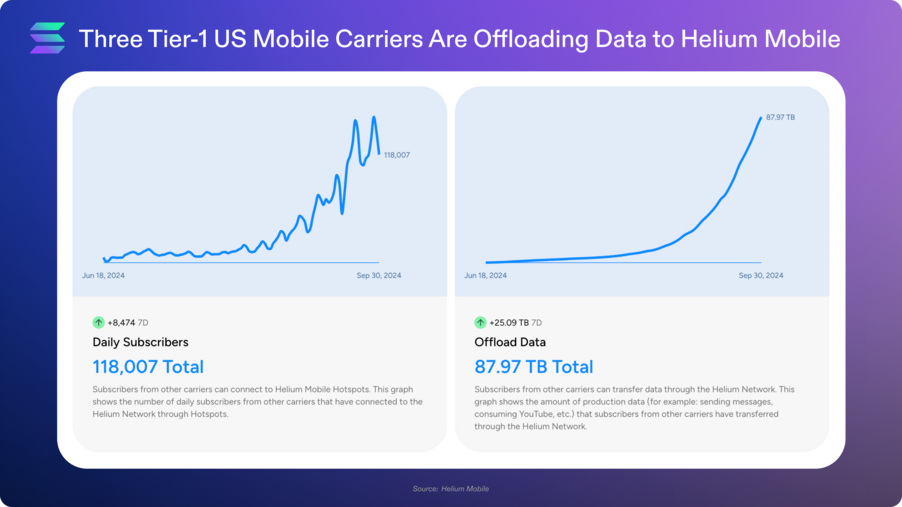 Three Tier-1 US Mobile Carriers Are Offloading Data to Helium Mobile
118,007
Jun 18, 2024
Sep 30, 2024
+8,474 7D
Daily Subscribers
118,007 Total
Subscribers from other carriers can connect to Helium Mobile Hotspots. This graph
shows the number of daily subscribers from other carriers that have connected to the
Helium Network through Hotspots.
87.97 TB
Jun 18, 2024
Sep 30, 2024
+25.09 TB 7D
Offload Data
87.97 TB Total
Subscribers from other carriers can transfer data through the Helium Network. This
graph shows the amount of production data (for example: sending messages,
consuming YouTube, etc.) that subscribers from other carriers have transferred
through the Helium Network.
Source: Helium Mobile